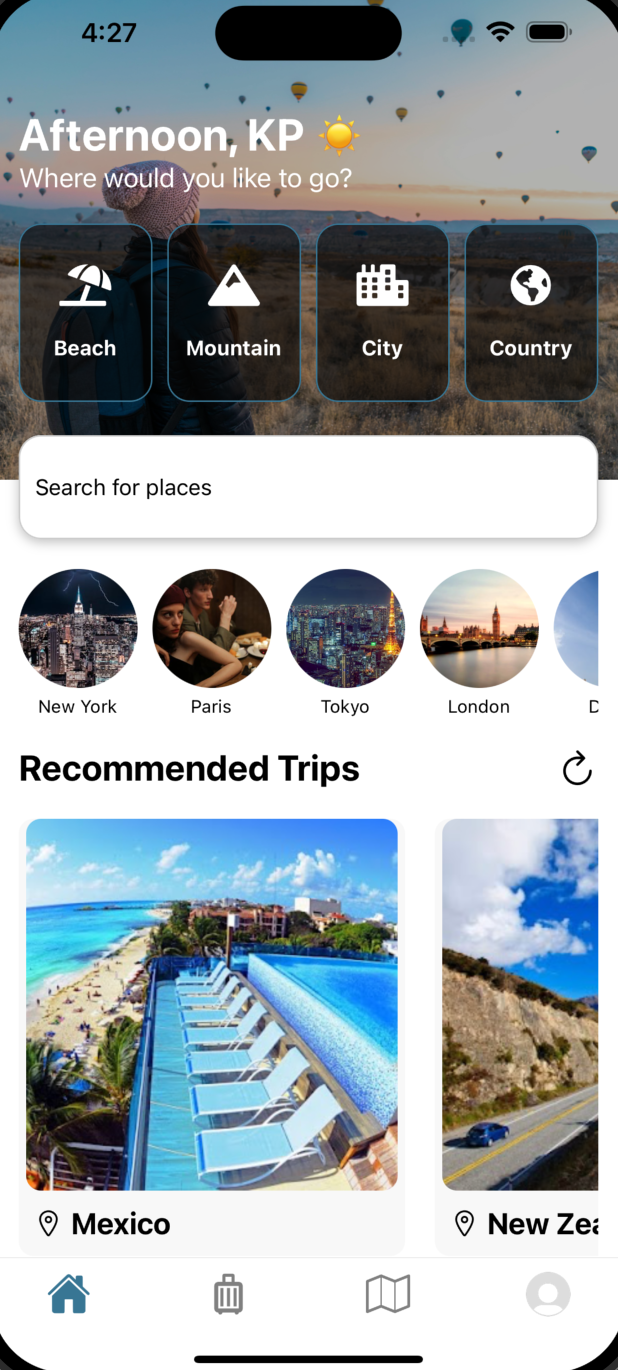 4:27
Afternoon, KP ☀️
Where would you like to go?
Beach Mountain City Country
Search for places
New York Paris Tokyo London D
Recommended Trips
Mexico New Zea